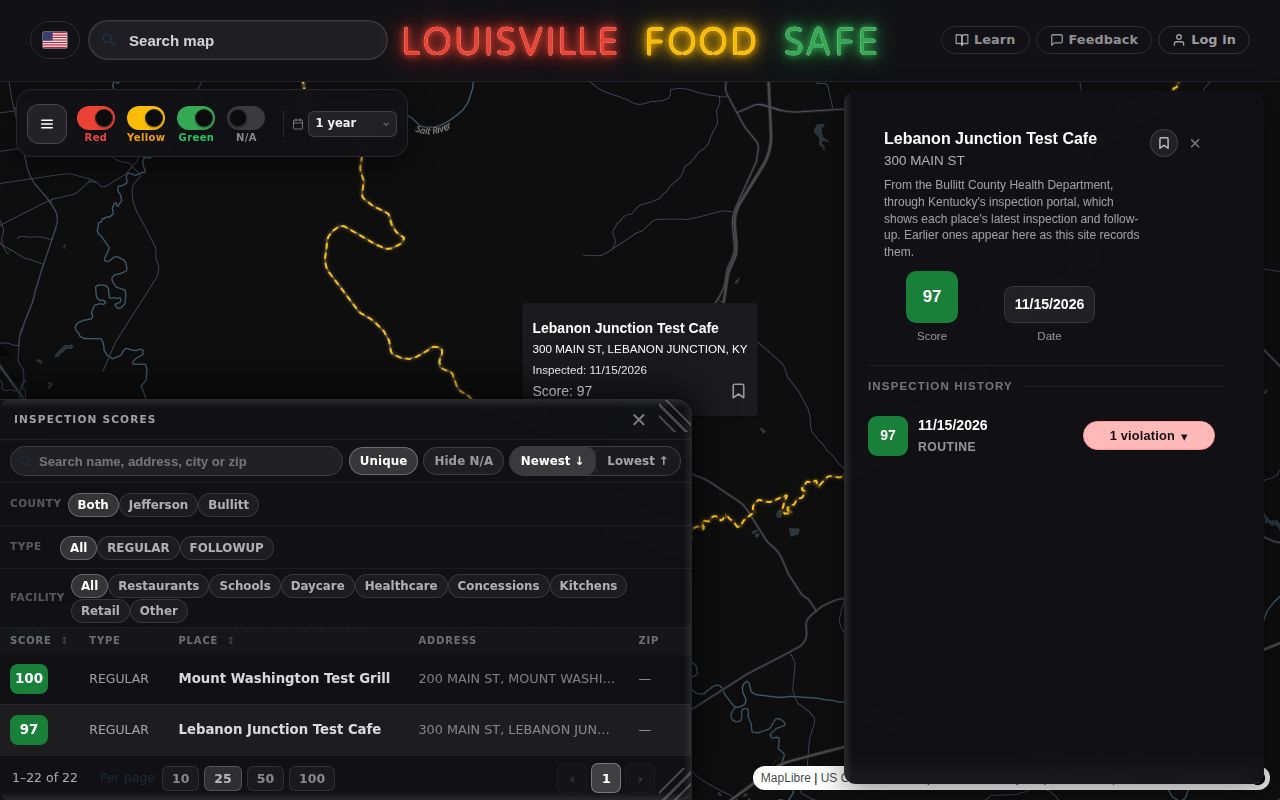 Search map
LOUISVILLE FOOD SAFE
Learn
Feedback
Log In
Red
Yellow
Green
N/A
1 year
Salt River
Lebanon Junction Test Cafe
300 MAIN ST, LEBANON JUNCTION, KY
Inspected: 11/15/2026
Score: 97
INSPECTION SCORES
Search name, address, city or zip
Unique
Hide N/A
Newest ↓
Lowest ↑
COUNTY
Both
Jefferson
Bullitt
TYPE
All
REGULAR
FOLLOWUP
FACILITY
All
Restaurants
Schools
Daycare
Healthcare
Concessions
Kitchens
Retail
Other
SCORE ↕ TYPE PLACE ↕ ADDRESS ZIP
100 REGULAR Mount Washington Test Grill 200 MAIN ST, MOUNT WASHI… —
97 REGULAR Lebanon Junction Test Cafe 300 MAIN ST, LEBANON JUN… —
1–22 of 22
Per page
10
25
50
100
‹
1
›
Lebanon Junction Test Cafe
300 MAIN ST
From the Bullitt County Health Department,
through Kentucky's inspection portal, which
shows each place's latest inspection and follow-
up. Earlier ones appear here as this site records
them.
97
Score
11/15/2026
Date
INSPECTION HISTORY
97
11/15/2026
ROUTINE
1 violation ▼
MapLibre | US